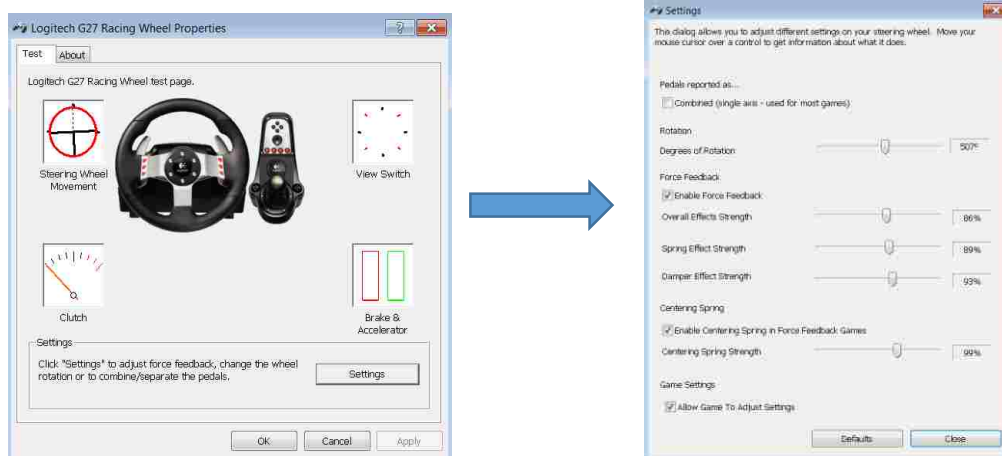 Logitech G27 Racing Wheel Properties
Test
About
Logitech G27 Racing Wheel test page.
Steering Wheel
Movement
View Switch
Clutch
Brake &
Accelerator
Settings
Click "Settings" to adjust force feedback, change the wheel
rotation or to combine/separate the pedals.
Settings
OK
Cancel
Apply
Settings
This dialog allows you to adjust different settings on your steering wheel. Move your
mouse cursor over a control to get information about what it does.
Pedals reported as...
Combined (single axis - used for most games)
Rotation
Degrees of Rotation
507º
Force Feedback
Enable Force Feedback
Overall Effects Strength
86%
Spring Effect Strength
89%
Damper Effect Strength
93%
Centering Spring
Enable Centering Spring in Force Feedback Games
Centering Spring Strength
99%
Game Settings
Allow Game To Adjust Settings
Defaults
Close